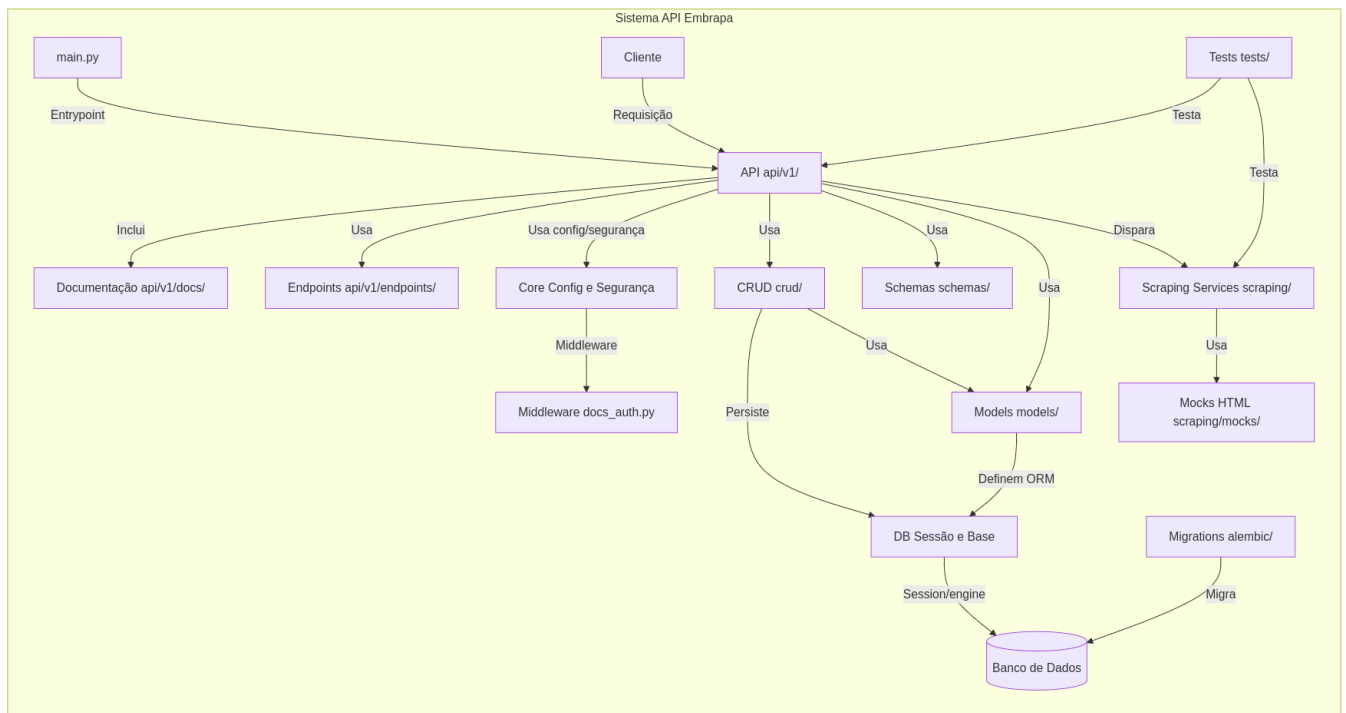 Sistema API Embrapa
main.py
Cliente
Tests tests/
Entrypoint
Requisição
Testa
API api/v1/
Testa
Inclui
Usa
Usa config/segurança
Usa
Usa
Dispara
Documentação api/v1/docs/
Endpoints api/v1/endpoints/
Core Config e Segurança
CRUD crud/
Schemas schemas/
Usa
Scraping Services scraping/
Middleware
Usa
Usa
Middleware docs_auth.py
Persiste
Models models/
Mocks HTML
scraping/mocks/
Definem ORM
DB Sessão e Base
Migrations alembic/
Session/engine
Migra
Banco de Dados